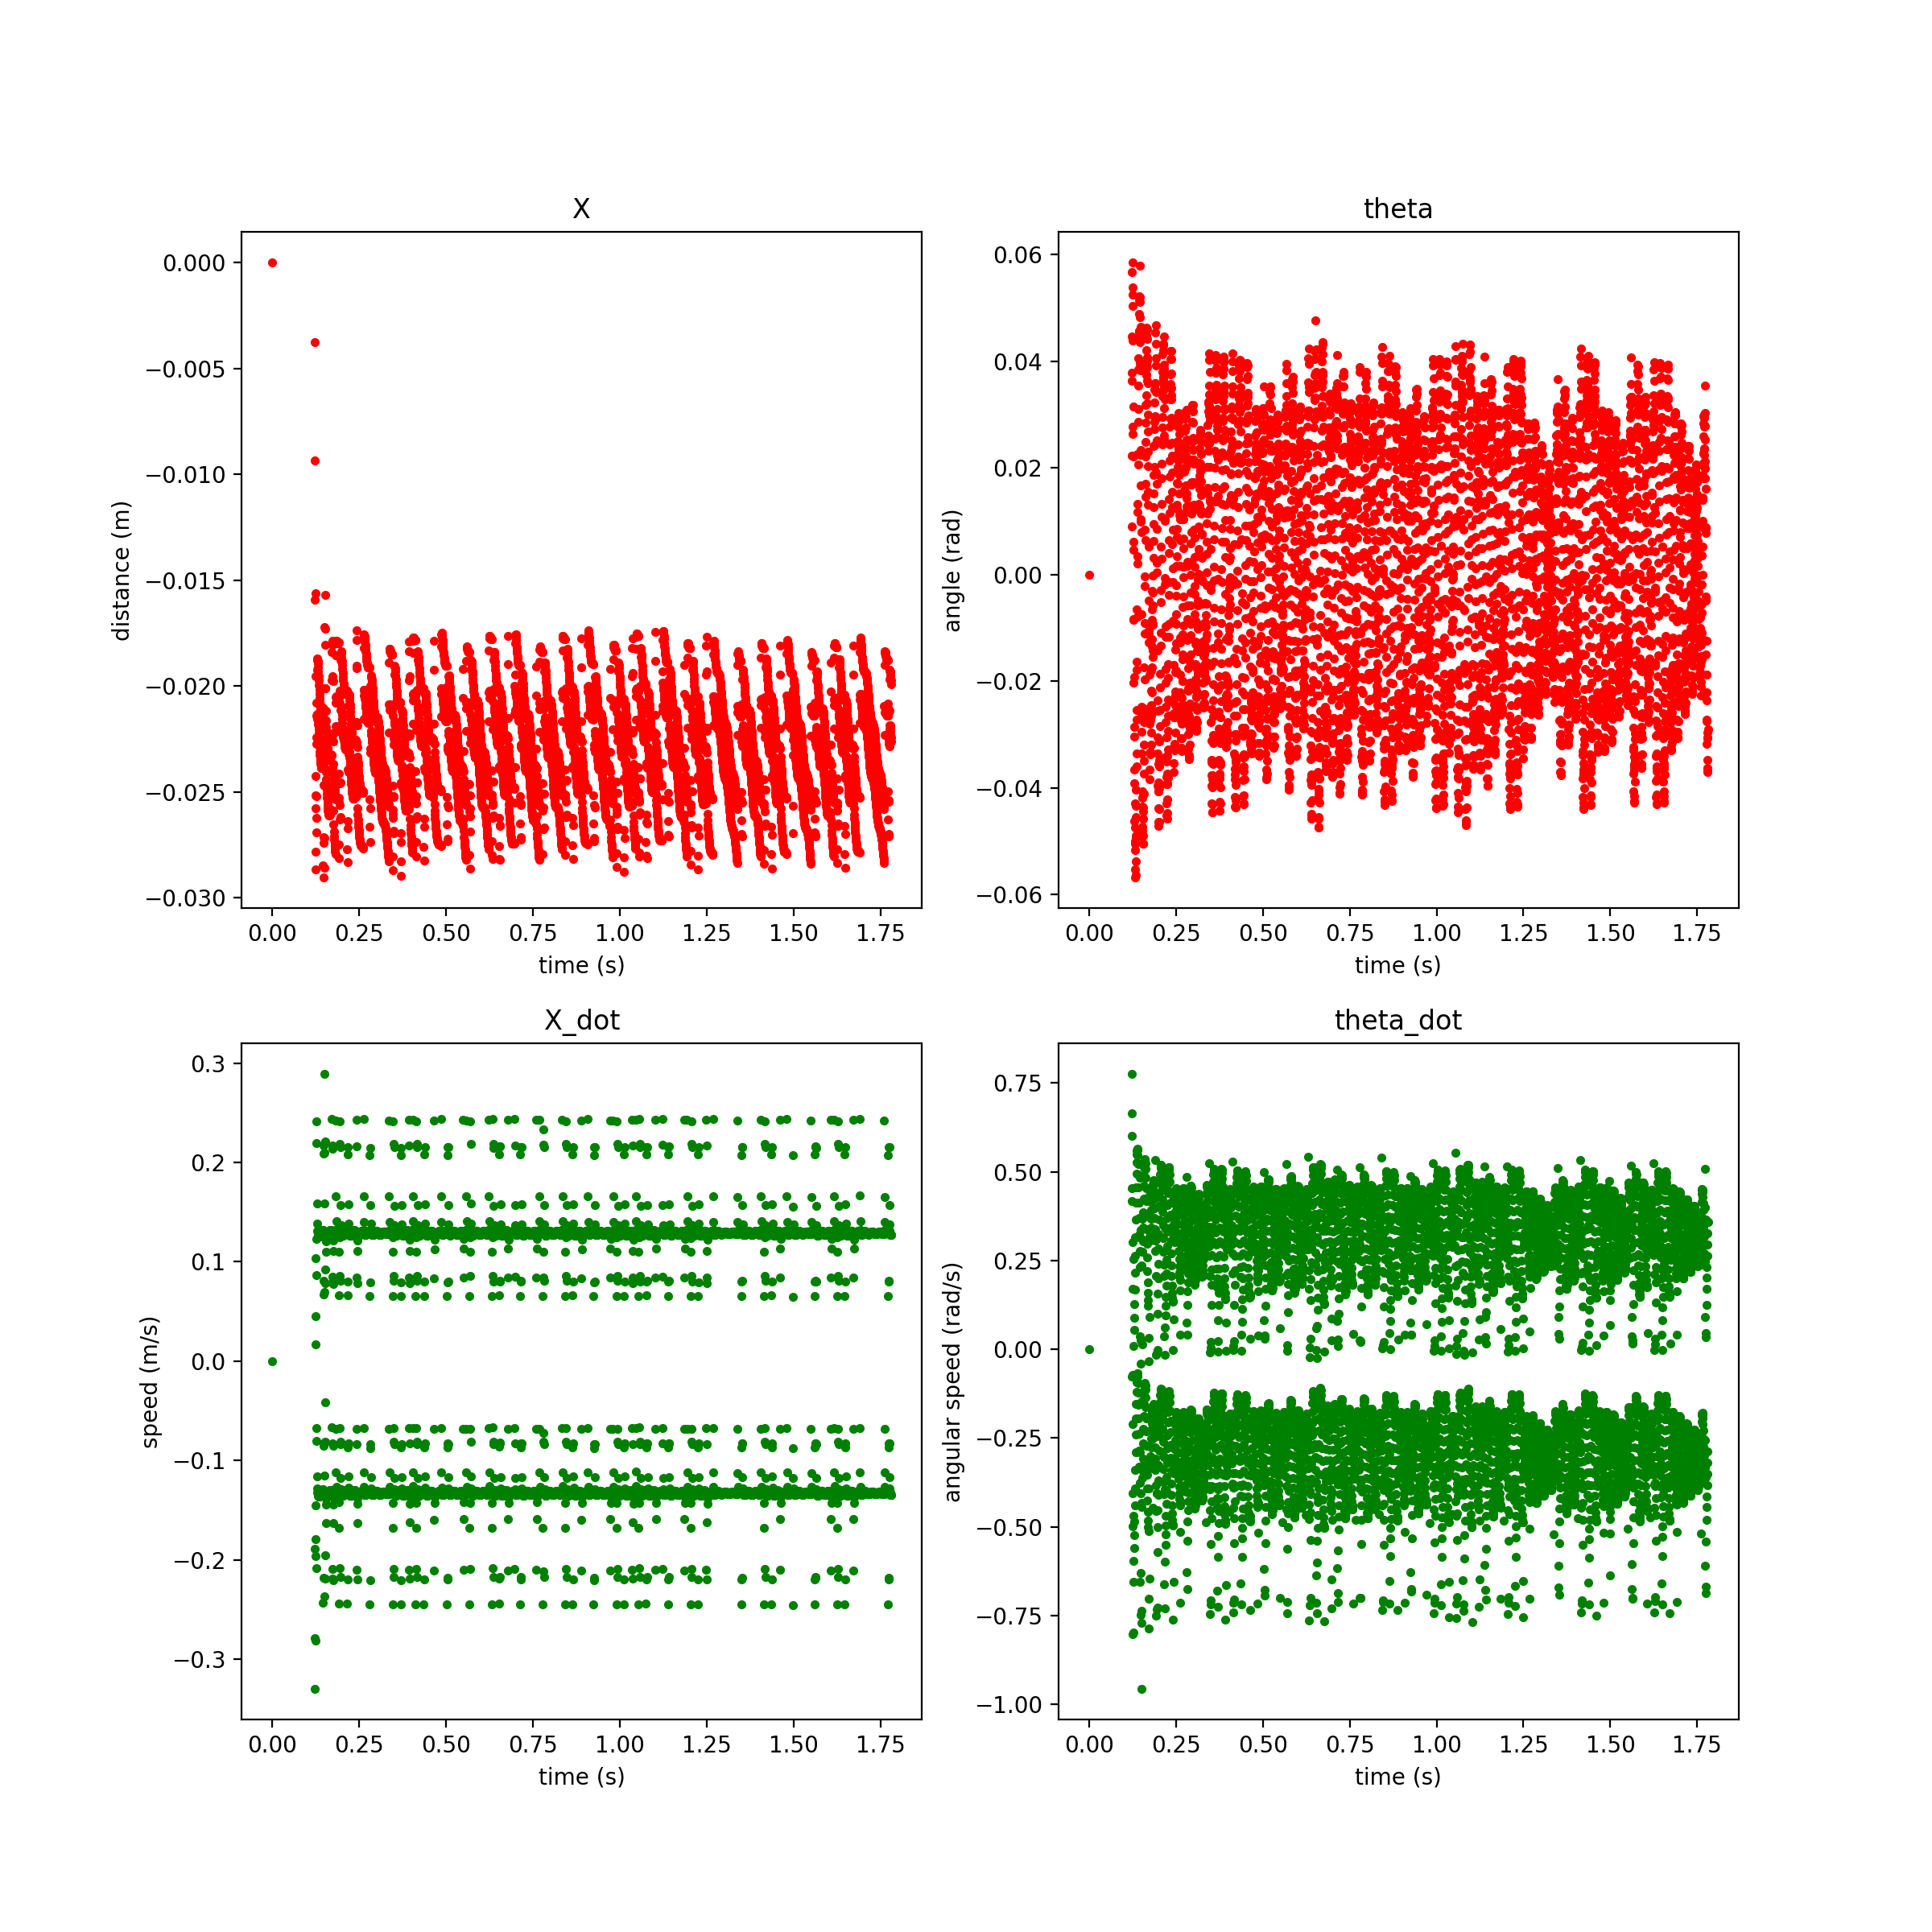 X
theta
0.000
−0.005
−0.010
−0.015
−0.020
−0.025
−0.030
distance (m)
0.00 0.25 0.50 0.75 1.00 1.25 1.50 1.75
time (s)
0.06
0.04
0.02
0.00
−0.02
−0.04
−0.06
angle (rad)
0.00 0.25 0.50 0.75 1.00 1.25 1.50 1.75
time (s)
X_dot
theta_dot
0.3
0.2
0.1
0.0
−0.1
−0.2
−0.3
speed (m/s)
0.00 0.25 0.50 0.75 1.00 1.25 1.50 1.75
time (s)
0.75
0.50
0.25
0.00
−0.25
−0.50
−0.75
−1.00
angular speed (rad/s)
0.00 0.25 0.50 0.75 1.00 1.25 1.50 1.75
time (s)